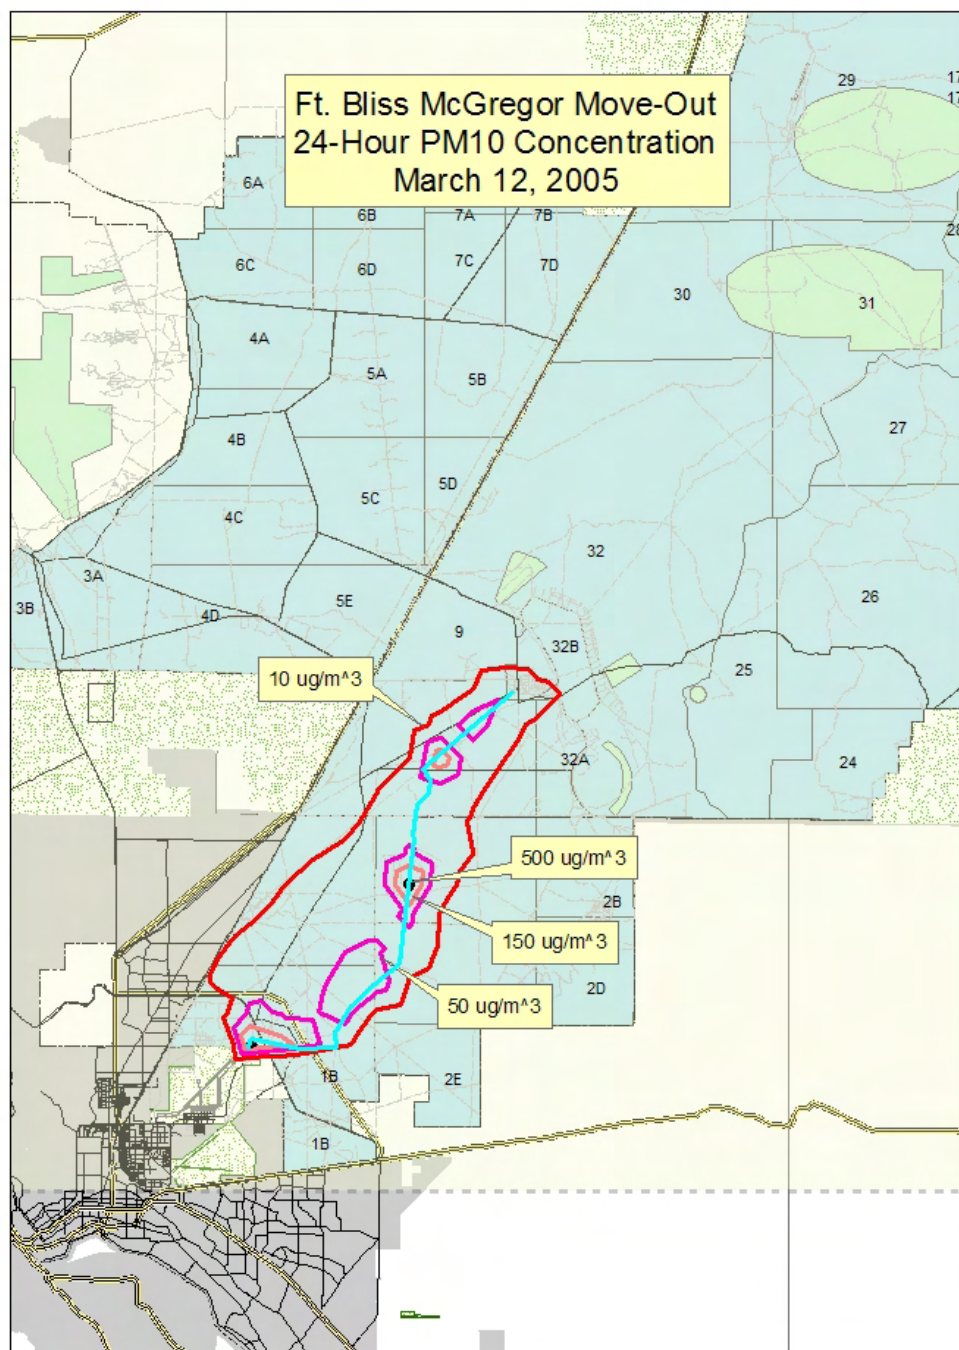 Ft. Bliss McGregor Move-Out
24-Hour PM10 Concentration
March 12, 2005
29
17
17
6A
6B
7A
7B
28
6C
6D
7C
7D
30
31
4A
5A
5B
4B
27
5C
5D
4C
32
3A
3B
4D
5E
9
26
32B
10 ug/m^3
25
32A
24
500 ug/m^3
2B
150 ug/m^3
2D
50 ug/m^3
1B
2E
1B